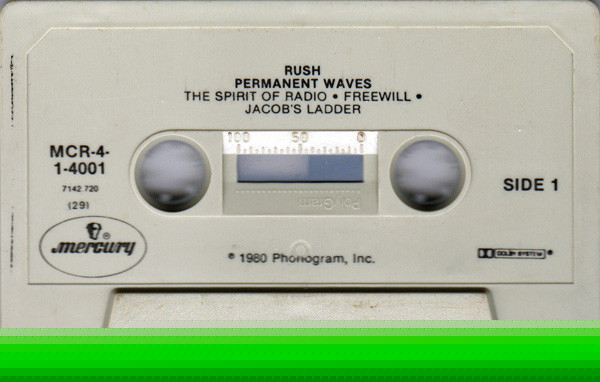 RUSH
PERMANENT WAVES
THE SPIRIT OF RADIO • FREEWILL •
JACOB'S LADDER
100 50 0
MCR-4-
1-4001
7142 720
(29)
SIDE 1
PolyGram
mercury ®
℗ 1980 Phonogram, Inc.
DOLBY SYSTEM ®